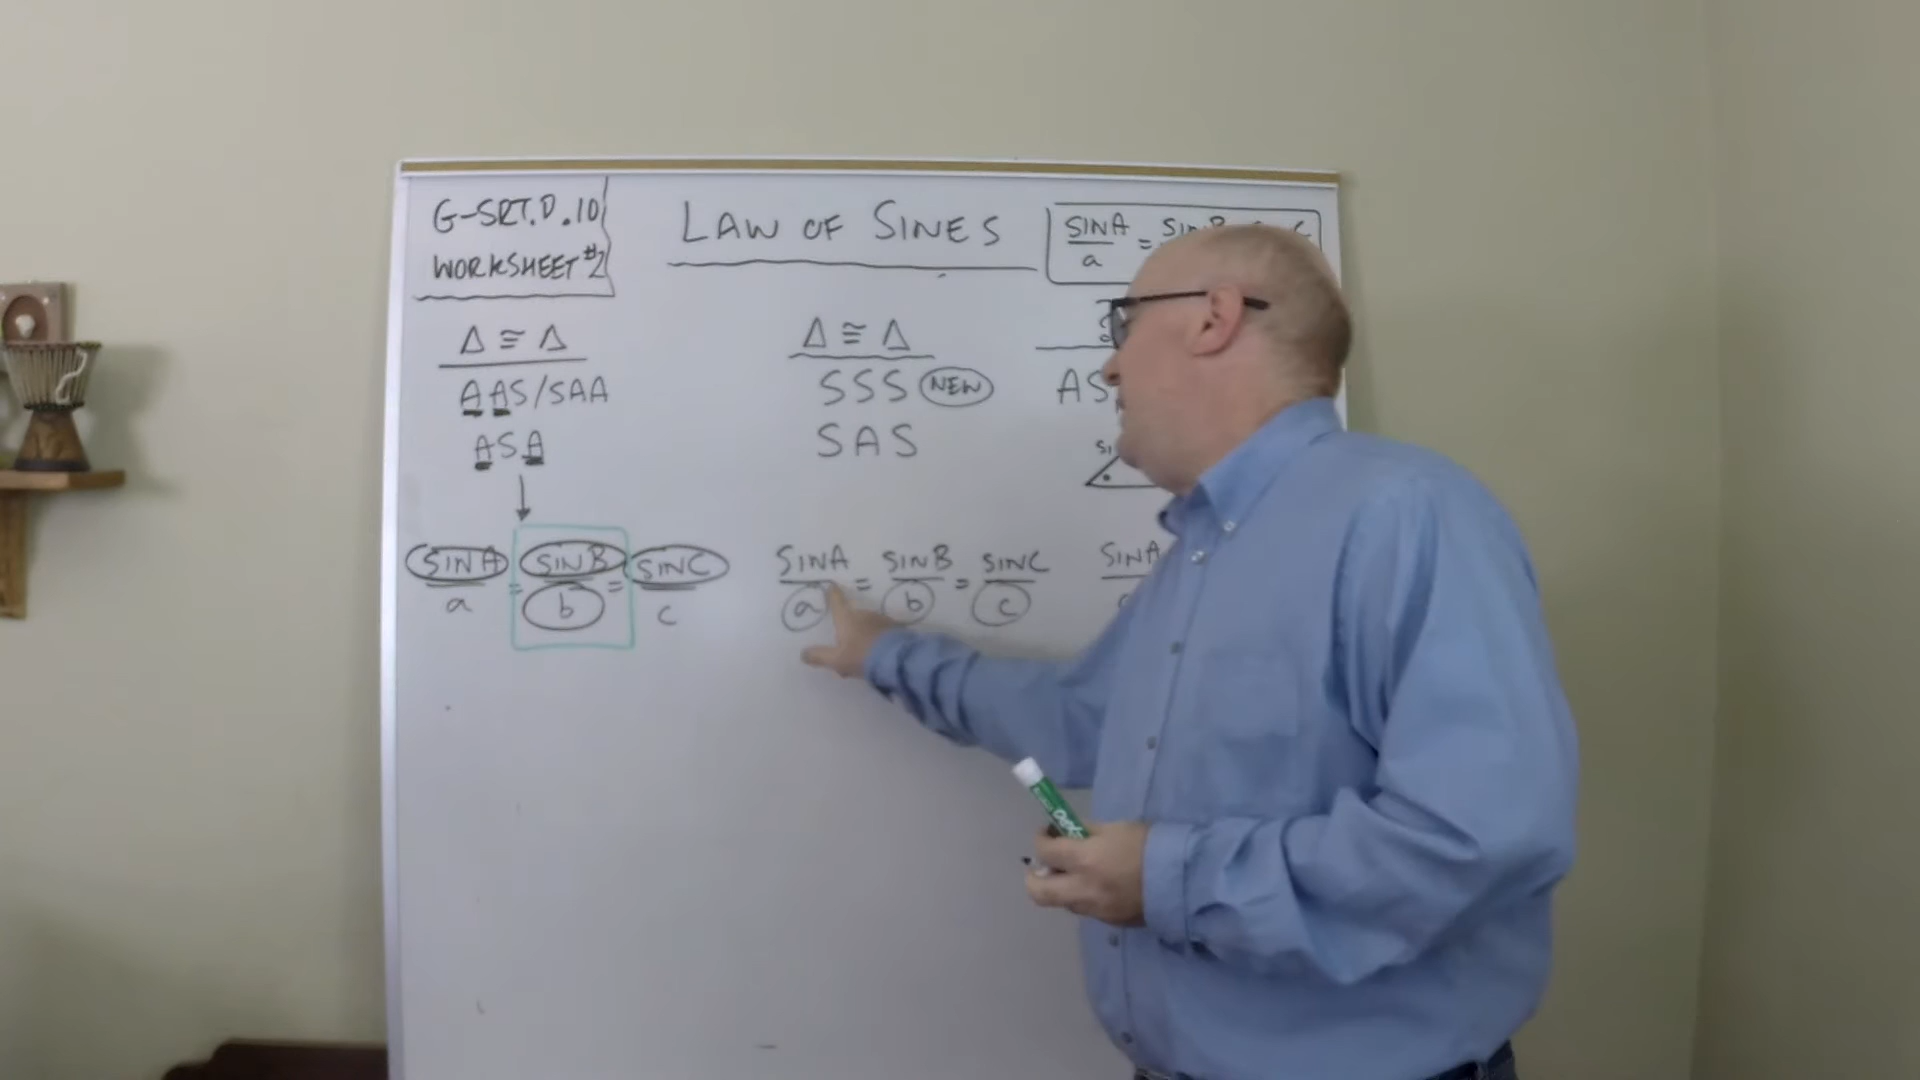 G-SRT.D.10
WORKSHEET #2
LAW OF SINES
SINA
a
=
Δ ≅ Δ
AAS/SAA
ASA
Δ ≅ Δ
SSS NEW
SAS
AS
SINA/a = SINB/b = SINC/c
SINA/a = SINB/b = SINC/c
SINA
EXPO